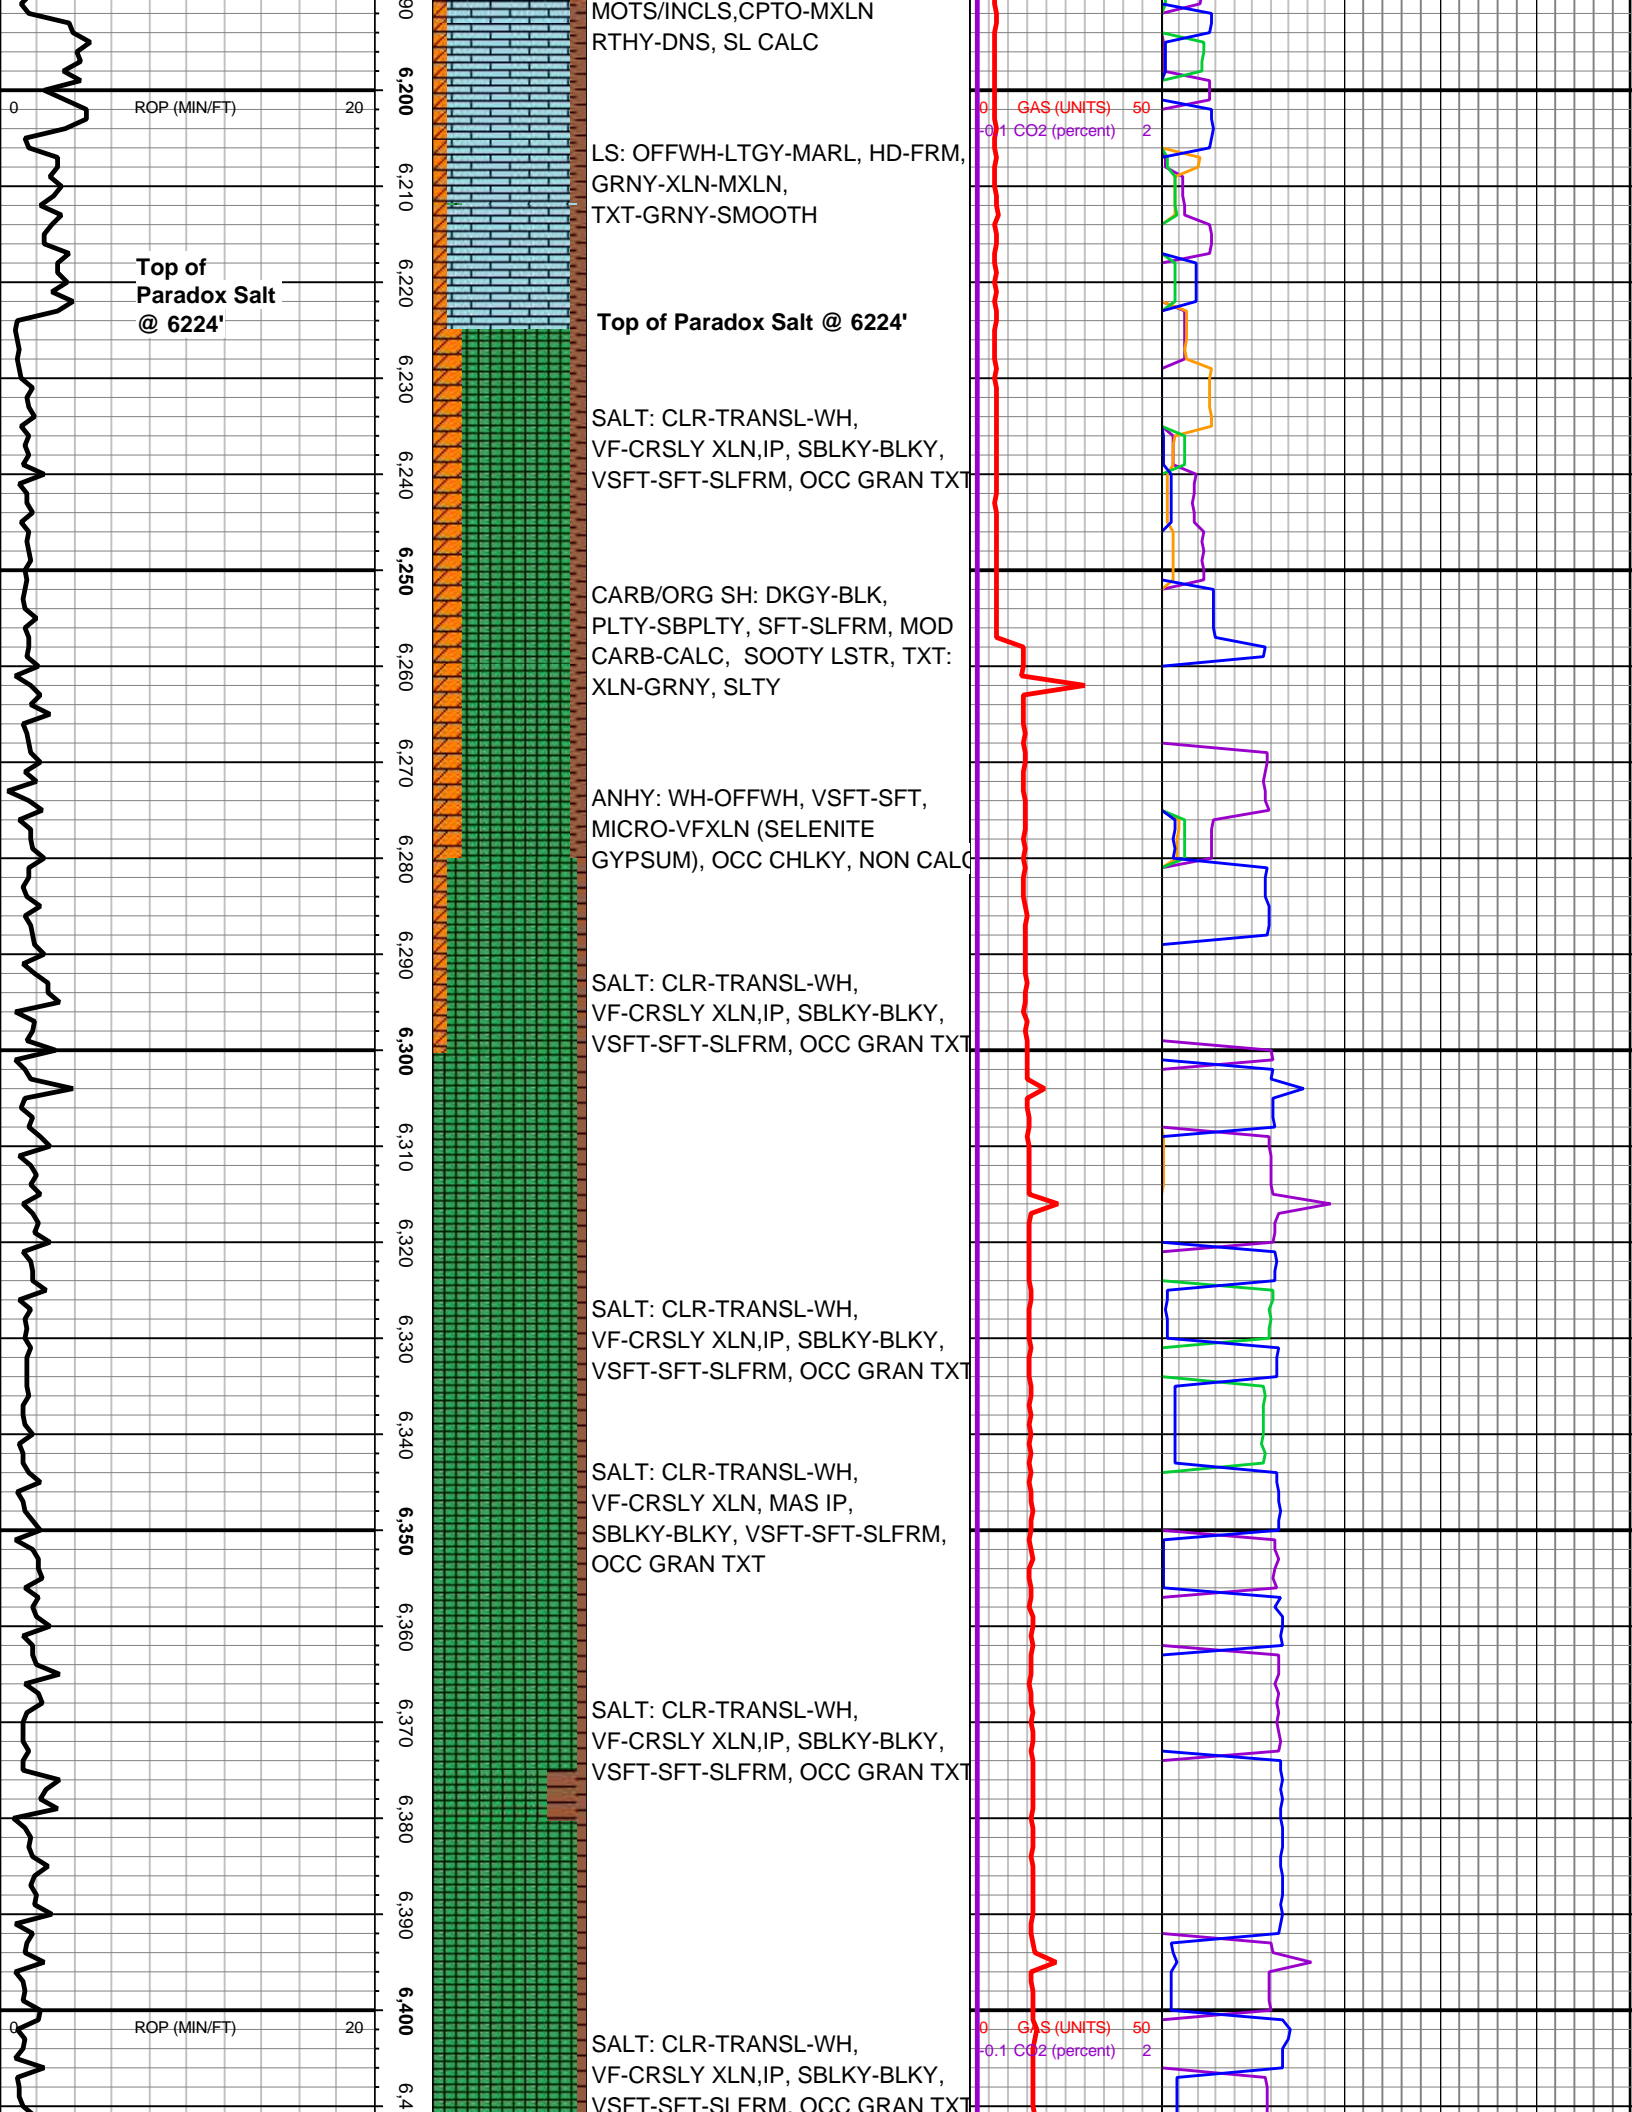 90
MOTS/INCLS,CPTO-MXLN
RTHY-DNS, SL CALC
0 ROP (MIN/FT) 20
6,200
0 GAS (UNITS) 50
-0.1 CO2 (percent) 2
LS: OFFWH-LTGY-MARL, HD-FRM,
GRNY-XLN-MXLN,
TXT-GRNY-SMOOTH
6,210
Top of
Paradox Salt
@ 6224'
6,220
Top of Paradox Salt @ 6224'
6,230
SALT: CLR-TRANSL-WH,
VF-CRSLY XLN,IP, SBLKY-BLKY,
VSFT-SFT-SLFRM, OCC GRAN TXT
6,240
6,250
CARB/ORG SH: DKGY-BLK,
PLTY-SBPLTY, SFT-SLFRM, MOD
CARB-CALC, SOOTY LSTR, TXT:
XLN-GRNY, SLTY
6,260
6,270
ANHY: WH-OFFWH, VSFT-SFT,
MICRO-VFXLN (SELENITE
GYPSUM), OCC CHLKY, NON CALC
6,280
6,290
SALT: CLR-TRANSL-WH,
VF-CRSLY XLN,IP, SBLKY-BLKY,
VSFT-SFT-SLFRM, OCC GRAN TXT
6,300
6,310
6,320
SALT: CLR-TRANSL-WH,
VF-CRSLY XLN,IP, SBLKY-BLKY,
VSFT-SFT-SLFRM, OCC GRAN TXT
6,330
6,340
SALT: CLR-TRANSL-WH,
VF-CRSLY XLN, MAS IP,
SBLKY-BLKY, VSFT-SFT-SLFRM,
OCC GRAN TXT
6,350
6,360
6,370
SALT: CLR-TRANSL-WH,
VF-CRSLY XLN,IP, SBLKY-BLKY,
VSFT-SFT-SLFRM, OCC GRAN TXT
6,380
6,390
6,400
0 ROP (MIN/FT) 20
0 GAS (UNITS) 50
-0.1 CO2 (percent) 2
SALT: CLR-TRANSL-WH,
VF-CRSLY XLN,IP, SBLKY-BLKY,
VSFT-SFT-SLFRM, OCC GRAN TXT
6,4